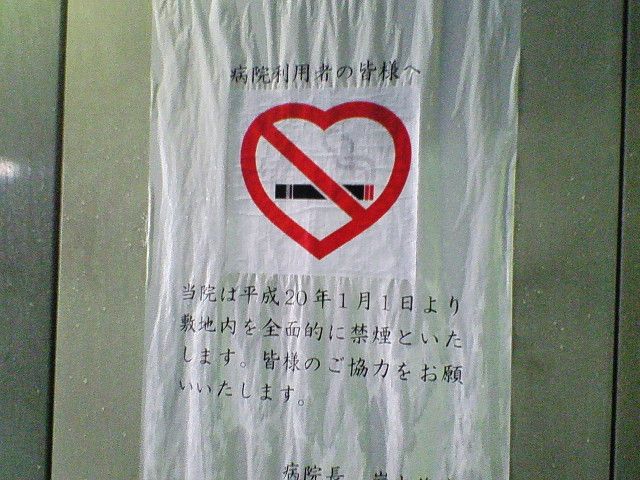 病院利用者の皆様へ
当院は平成20年1月1日より
敷地内を全面的に禁煙といた
します。皆様のご協力をお願
いいたします。
病院長